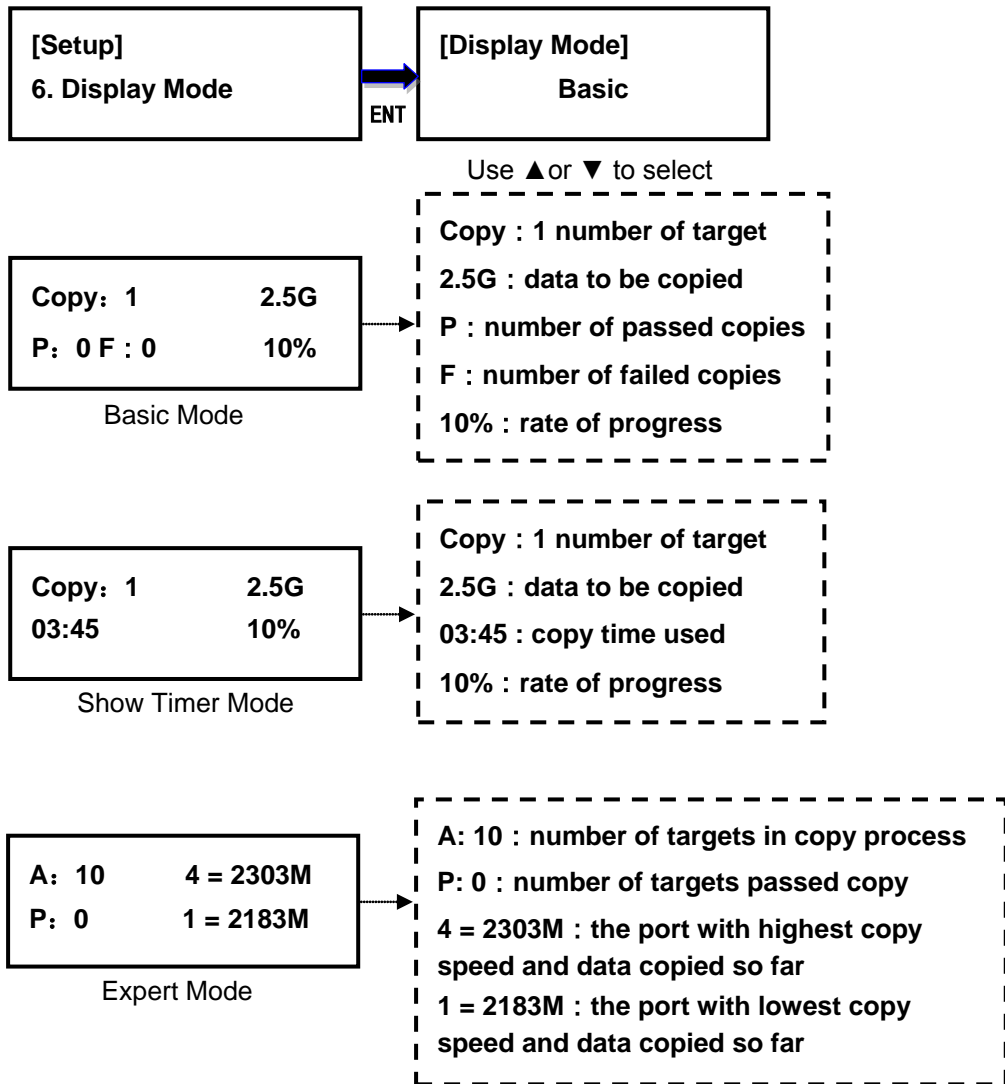 [Setup]
6. Display Mode
ENT
[Display Mode]
Basic
Use ▲or ▼ to select
Copy：1 2.5G
P：0 F：0 10%
Basic Mode
Copy：1 number of target
2.5G：data to be copied
P：number of passed copies
F：number of failed copies
10%：rate of progress
Copy：1 2.5G
03:45 10%
Show Timer Mode
Copy：1 number of target
2.5G：data to be copied
03:45 : copy time used
10%：rate of progress
A：10 4 = 2303M
P：0 1 = 2183M
Expert Mode
A: 10：number of targets in copy process
P: 0：number of targets passed copy
4 = 2303M：the port with highest copy
speed and data copied so far
1 = 2183M：the port with lowest copy
speed and data copied so far